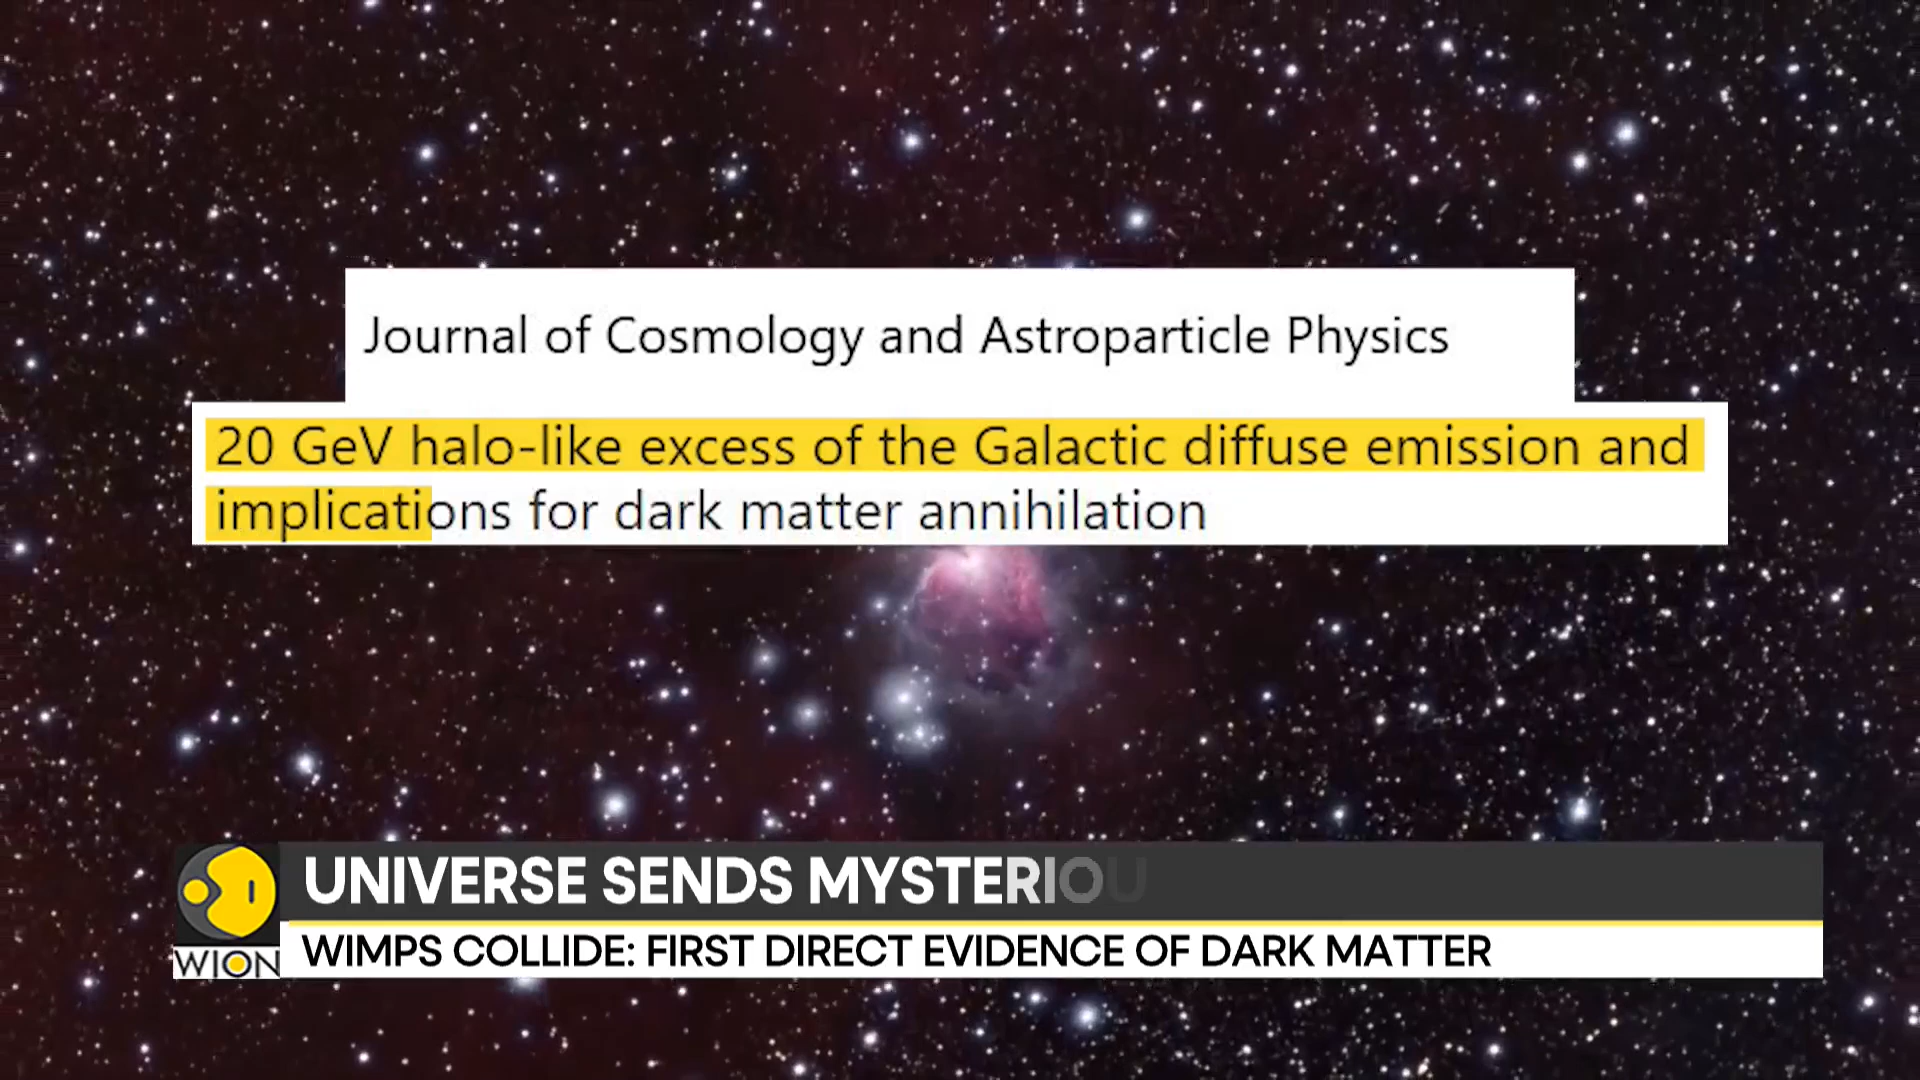 Journal of Cosmology and Astroparticle Physics
20 GeV halo-like excess of the Galactic diffuse emission and
implications for dark matter annihilation
UNIVERSE SENDS MYSTERIOU
WIMPS COLLIDE: FIRST DIRECT EVIDENCE OF DARK MATTER
WION